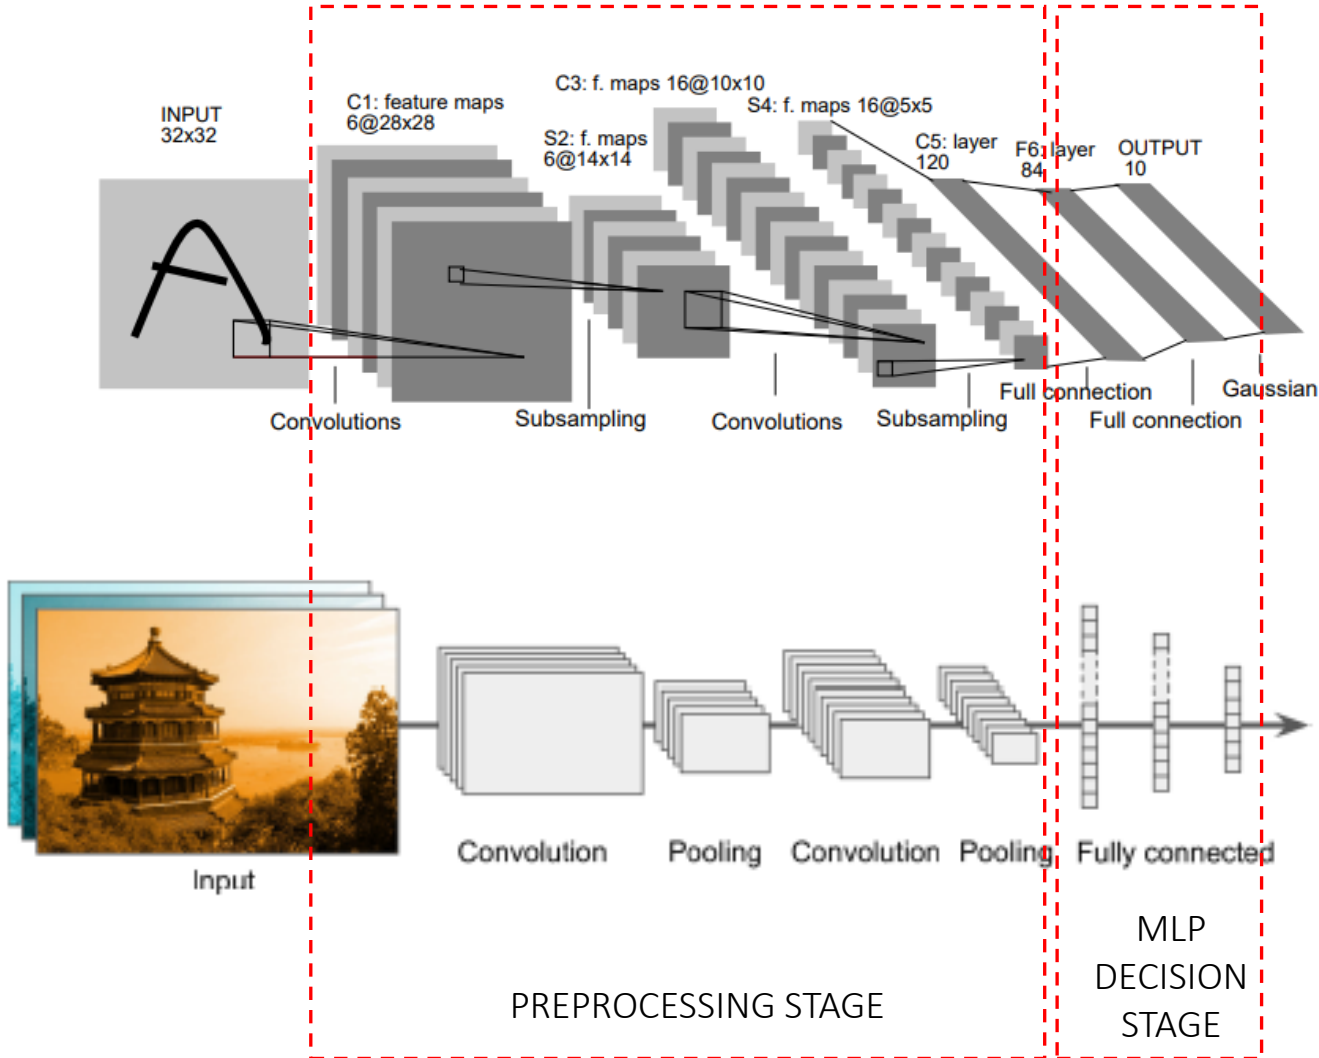 INPUT
32x32
C1: feature maps
6@28x28
S2: f. maps
6@14x14
C3: f. maps 16@10x10
S4: f. maps 16@5x5
C5: layer
120
F6: layer
84
OUTPUT
10
Convolutions
Subsampling
Convolutions
Subsampling
Full connection
Full connection
Gaussian
Input
Convolution
Pooling
Convolution
Pooling
Fully connected
PREPROCESSING STAGE
MLP
DECISION
STAGE